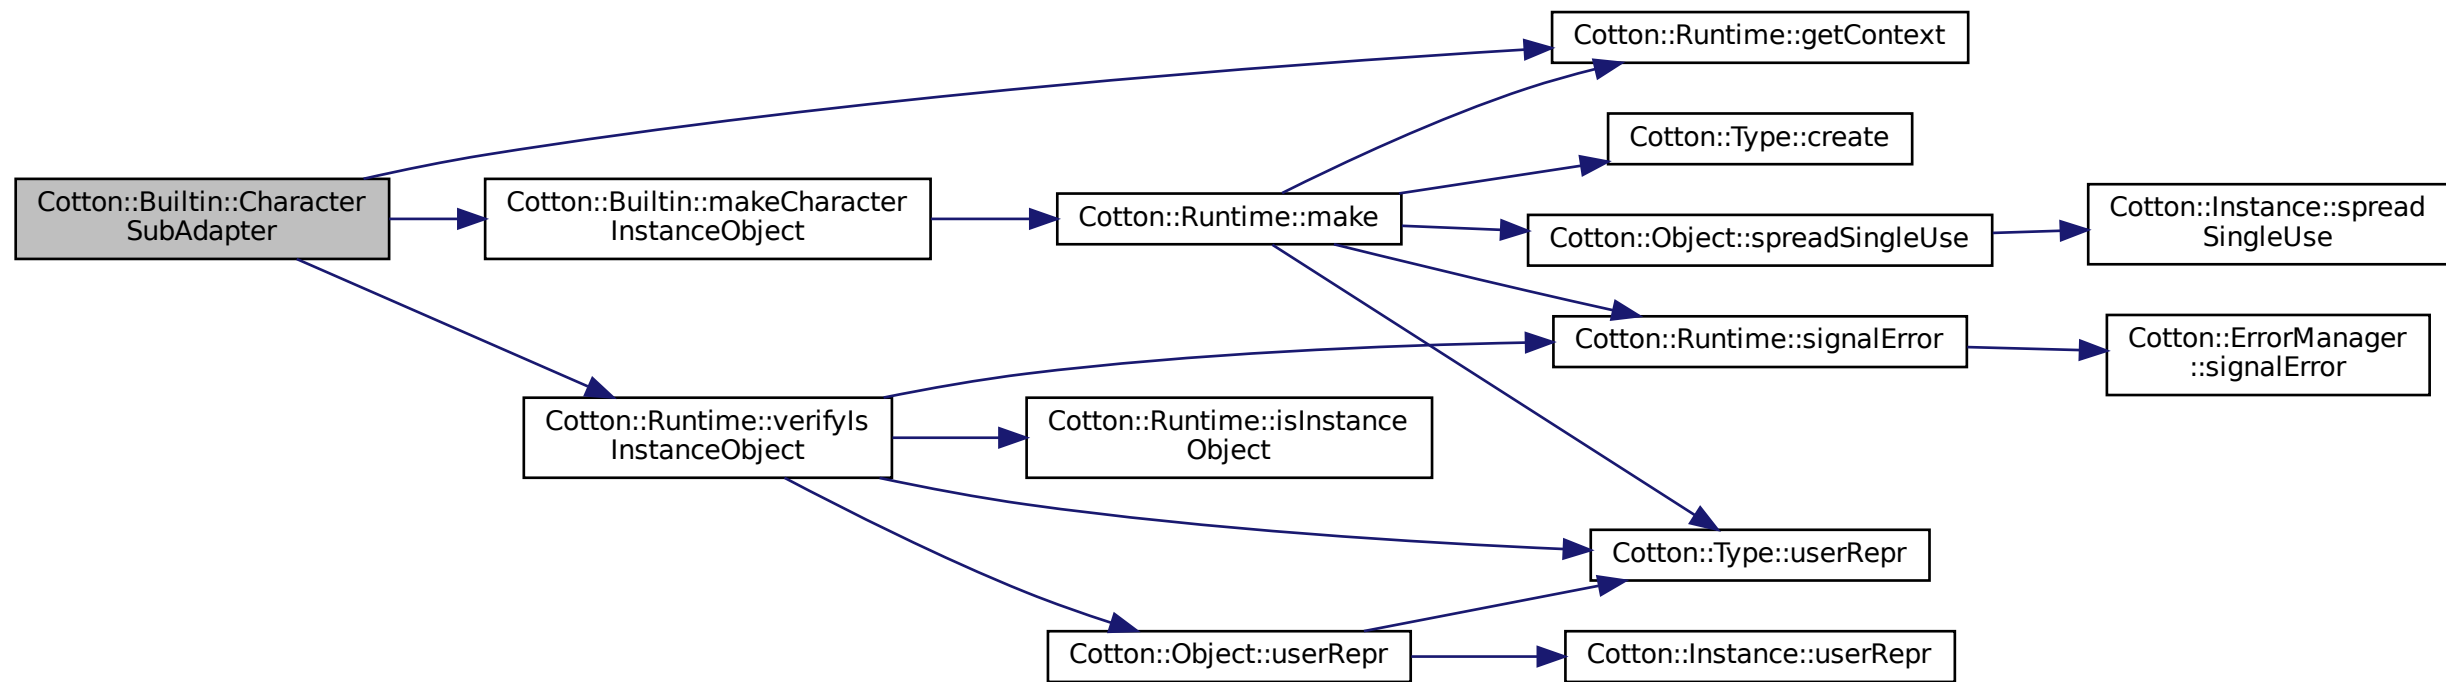 Cotton::Builtin::Character
SubAdapter
Cotton::Runtime::getContext
Cotton::Builtin::makeCharacter
InstanceObject
Cotton::Runtime::make
Cotton::Type::create
Cotton::Object::spreadSingleUse
Cotton::Instance::spread
SingleUse
Cotton::Runtime::signalError
Cotton::ErrorManager
::signalError
Cotton::Runtime::verifyIs
InstanceObject
Cotton::Runtime::isInstance
Object
Cotton::Type::userRepr
Cotton::Object::userRepr
Cotton::Instance::userRepr